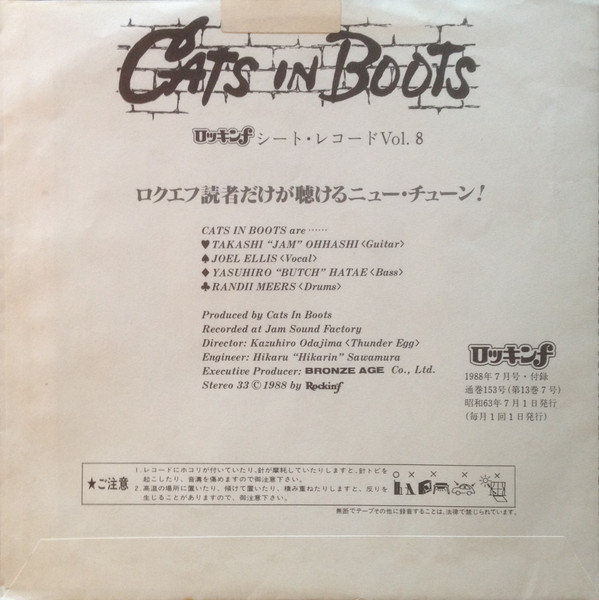 CATS IN BOOTS
ロッキンf シート・レコードVol. 8
ロクエフ読者だけが聴けるニュー・チューン!
CATS IN BOOTS are ……
♥TAKASHI "JAM" OHHASHI〈Guitar〉
♠JOEL ELLIS〈Vocal〉
♦YASUHIRO "BUTCH" HATAE〈Bass〉
♣RANDII MEERS〈Drums〉
Produced by Cats In Boots
Recorded at Jam Sound Factory
Director: Kazuhiro Odajima〈Thunder Egg〉
Engineer: Hikaru "Hikarin" Sawamura
Executive Producer: BRONZE AGE Co., Ltd.
Stereo 33 © 1988 by Rockin'f
ロッキンf
1988年7月号・付録
通巻153号(第13巻7号)
昭和63年7月1日発行
(毎月1回1日発行)
★ご注意
1. レコードにホコリが付いていたり、針が摩耗していたりしますと、針トビを
起こしたり、音溝を傷めますので御注意下さい。
2. 高温の場所に置いたり、傾けて置いたり、積み重ねたりしますと、反りを
生じることがありますので、御注意下さい。
○ × × × ×
無断でテープその他に録音することは、法律で禁じられています。